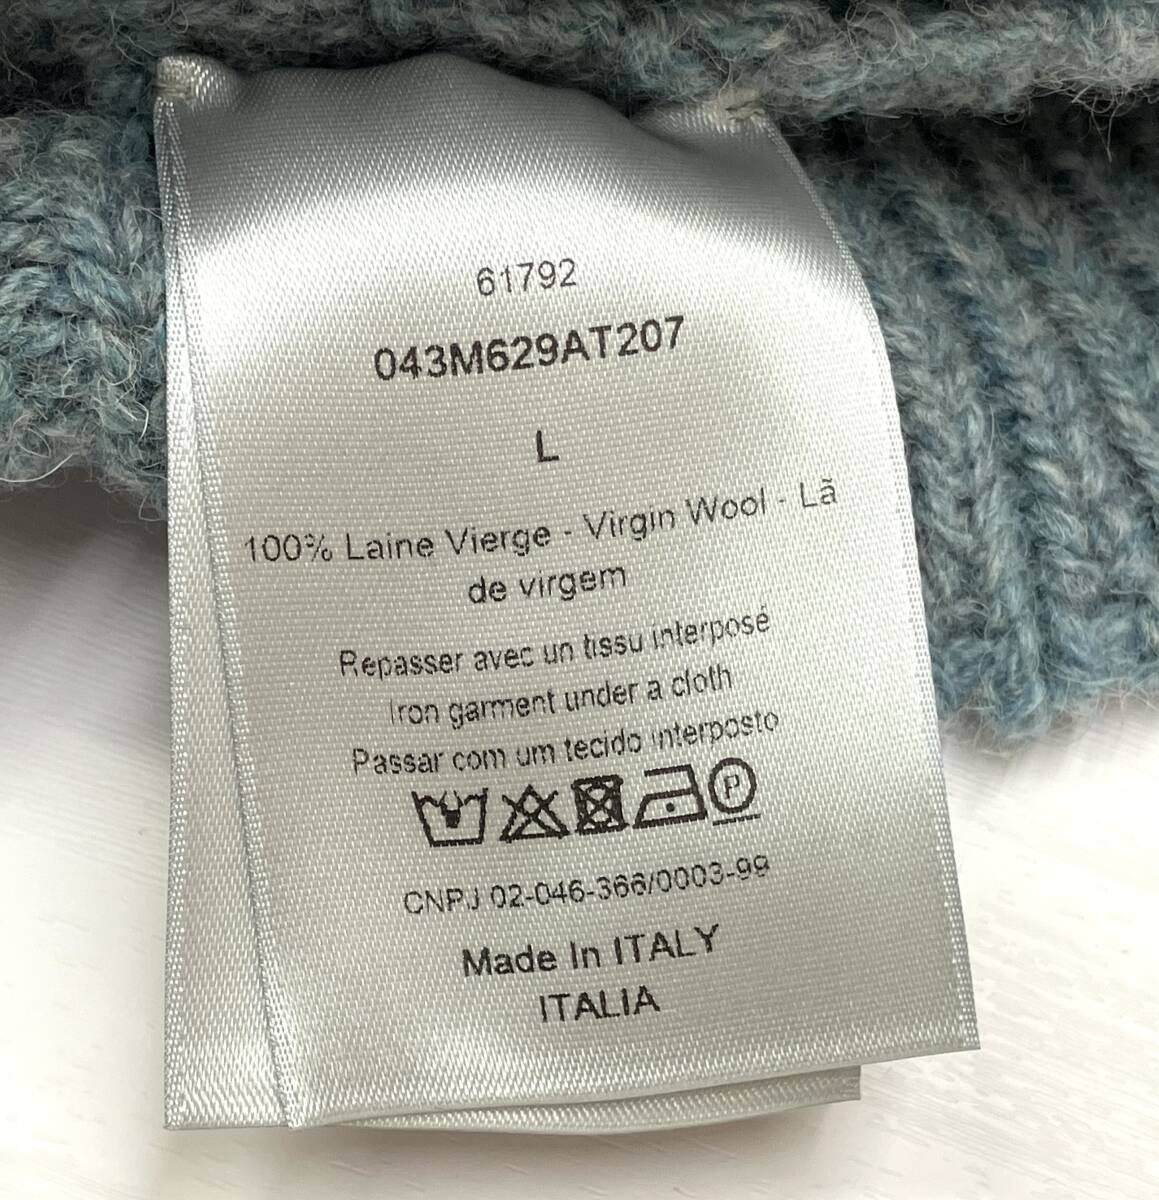 61792
043M629AT207
L
100% Laine Vierge - Virgin Wool - Lã
de virgem
Repasser avec un tissu interposé
Iron garment under a cloth
Passar com um tecido interposto
P
CNPJ 02-046-366/0003-99
Made In ITALY
ITALIA